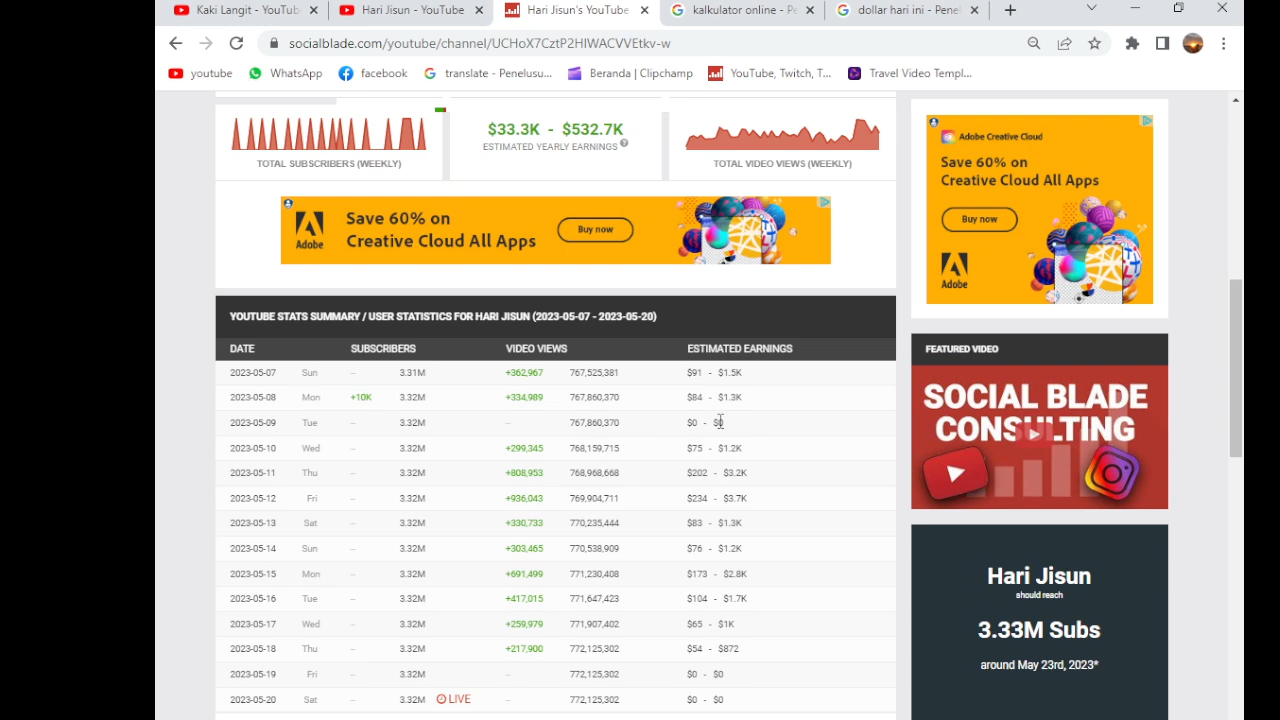 Kaki Langit - YouTub
Hari Jisun - YouTube
Hari Jisun's YouTube
kalkulator online - Pe
dollar hari ini - Penel
socialblade.com/youtube/channel/UCHoX7CztP2HIWACVVEtkv-w
youtube
WhatsApp
facebook
translate - Penelusu...
Beranda | Clipchamp
YouTube, Twitch, T...
Travel Video Templ...
TOTAL SUBSCRIBERS (WEEKLY)
$33.3K - $532.7K
ESTIMATED YEARLY EARNINGS
TOTAL VIDEO VIEWS (WEEKLY)
Adobe
Save 60% on
Creative Cloud All Apps
Buy now
Adobe Creative Cloud
Save 60% on
Creative Cloud All Apps
Buy now
Adobe
YOUTUBE STATS SUMMARY / USER STATISTICS FOR HARI JISUN (2023-05-07 - 2023-05-20)
DATE SUBSCRIBERS VIDEO VIEWS ESTIMATED EARNINGS
2023-05-07 Sun -- 3.31M +362,967 767,525,381 $91 - $1.5K
2023-05-08 Mon +10K 3.32M +334,989 767,860,370 $84 - $1.3K
2023-05-09 Tue -- 3.32M -- 767,860,370 $0 - $0
2023-05-10 Wed -- 3.32M +299,345 768,159,715 $75 - $1.2K
2023-05-11 Thu -- 3.32M +808,953 768,968,668 $202 - $3.2K
2023-05-12 Fri -- 3.32M +936,043 769,904,711 $234 - $3.7K
2023-05-13 Sat -- 3.32M +330,733 770,235,444 $83 - $1.3K
2023-05-14 Sun -- 3.32M +303,465 770,538,909 $76 - $1.2K
2023-05-15 Mon -- 3.32M +691,499 771,230,408 $173 - $2.8K
2023-05-16 Tue -- 3.32M +417,015 771,647,423 $104 - $1.7K
2023-05-17 Wed -- 3.32M +259,979 771,907,402 $65 - $1K
2023-05-18 Thu -- 3.32M +217,900 772,125,302 $54 - $872
2023-05-19 Fri -- 3.32M -- 772,125,302 $0 - $0
2023-05-20 Sat -- 3.32M LIVE -- 772,125,302 $0 - $0
FEATURED VIDEO
SOCIAL BLADE
CONSULTING
Hari Jisun
should reach
3.33M Subs
around May 23rd, 2023*